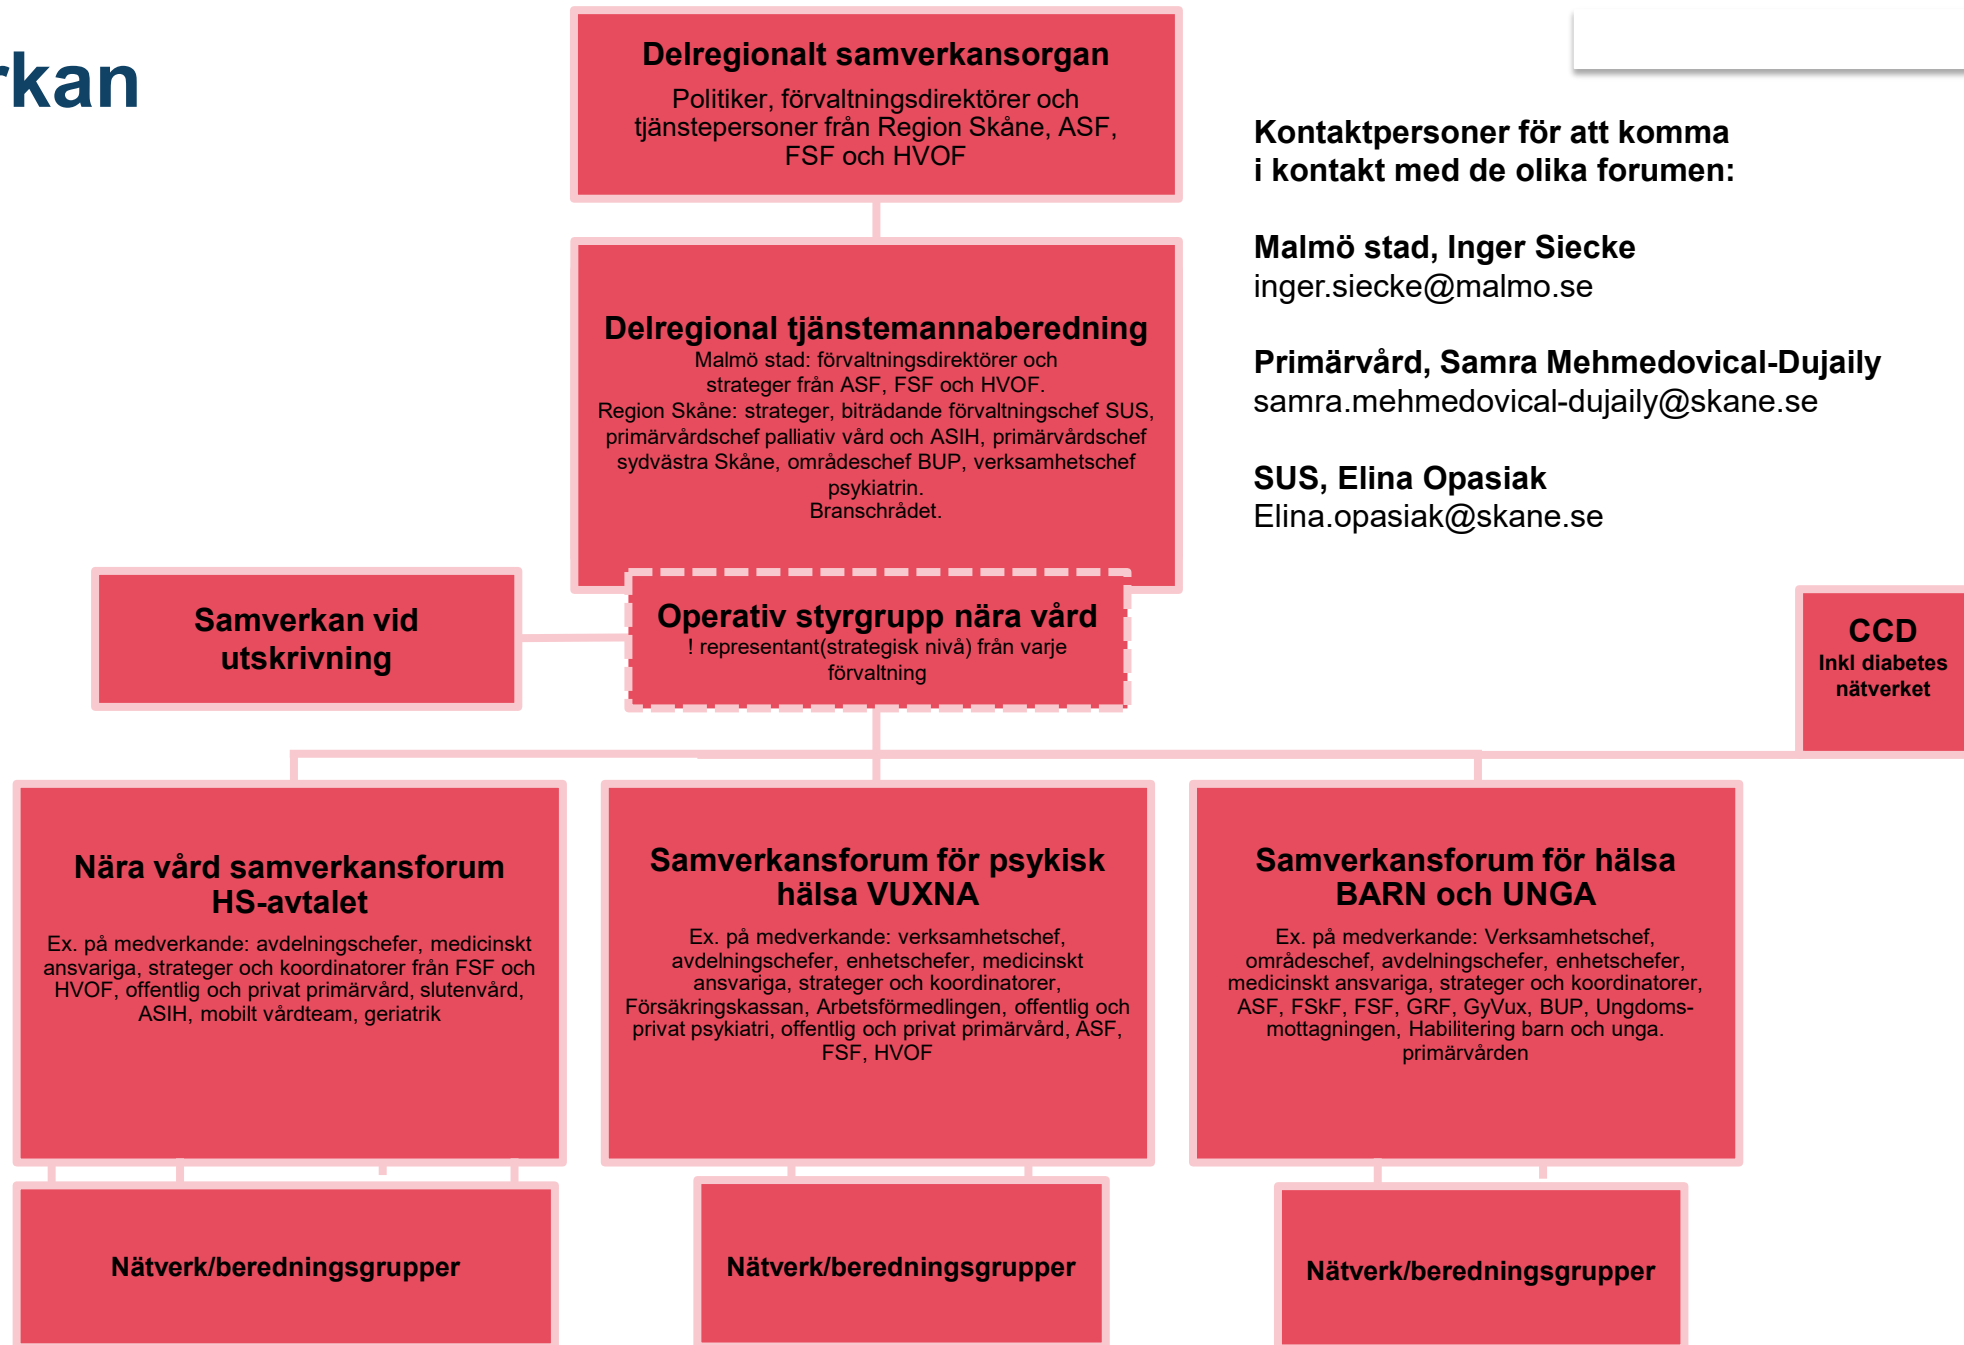 rkan
Delregionalt samverkansorgan
Politiker, förvaltningsdirektörer och
tjänstepersoner från Region Skåne, ASF,
FSF och HVOF
Kontaktpersoner för att komma
i kontakt med de olika forumen:
Malmö stad, Inger Siecke
inger.siecke@malmo.se
Primärvård, Samra Mehmedovical-Dujaily
samra.mehmedovical-dujaily@skane.se
SUS, Elina Opasiak
Elina.opasiak@skane.se
Delregional tjänstemannaberedning
Malmö stad: förvaltningsdirektörer och
strateger från ASF, FSF och HVOF.
Region Skåne: strateger, biträdande förvaltningschef SUS,
primärvårdschef palliativ vård och ASIH, primärvårdschef
sydvästra Skåne, områdeschef BUP, verksamhetschef
psykiatrin.
Branschrådet.
Samverkan vid
utskrivning
Operativ styrgrupp nära vård
! representant(strategisk nivå) från varje
förvaltning
CCD
Inkl diabetes
nätverket
Nära vård samverkansforum
HS-avtalet
Ex. på medverkande: avdelningschefer, medicinskt
ansvariga, strateger och koordinatorer från FSF och
HVOF, offentlig och privat primärvård, slutenvård,
ASIH, mobilt vårdteam, geriatrik
Samverkansforum för psykisk
hälsa VUXNA
Ex. på medverkande: verksamhetschef,
avdelningschefer, enhetschefer, medicinskt
ansvariga, strateger och koordinatorer,
Försäkringskassan, Arbetsförmedlingen, offentlig och
privat psykiatri, offentlig och privat primärvård, ASF,
FSF, HVOF
Samverkansforum för hälsa
BARN och UNGA
Ex. på medverkande: Verksamhetschef,
områdeschef, avdelningschefer, enhetschefer,
medicinskt ansvariga, strateger och koordinatorer,
ASF, FSkF, FSF, GRF, GyVux, BUP, Ungdoms-
mottagningen, Habilitering barn och unga.
primärvården
Nätverk/beredningsgrupper
Nätverk/beredningsgrupper
Nätverk/beredningsgrupper